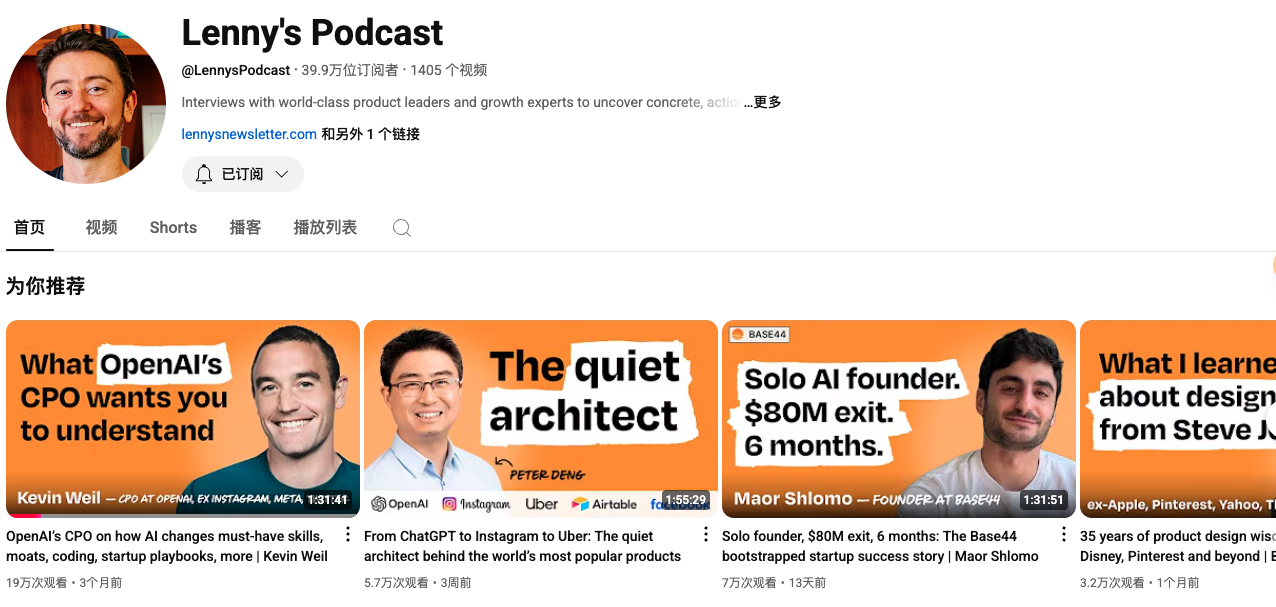 Lenny's Podcast
@LennysPodcast · 39.9万位订阅者 · 1405 个视频
Interviews with world-class product leaders and growth experts to uncover concrete, actio ...更多
lennysnewsletter.com 和另外 1 个链接
已订阅
首页 视频 Shorts 播客 播放列表
为你推荐
What OpenAI's
CPO wants you
to understand
Kevin Weil — CPO AT OPENAI, EX INSTAGRAM, META,
1:31:41
OpenAI's CPO on how AI changes must-have skills,
moats, coding, startup playbooks, more | Kevin Weil
19万次观看 • 3个月前
The quiet
architect
PETER DENG
OpenAI Instagram Uber Airtable facebook
1:55:29
From ChatGPT to Instagram to Uber: The quiet
architect behind the world's most popular products
5.7万次观看 • 3周前
BASE44
Solo AI founder.
$80M exit.
6 months.
Maor Shlomo — FOUNDER AT BASE44
1:31:51
Solo founder, $80M exit, 6 months: The Base44
bootstrapped startup success story | Maor Shlomo
7万次观看 • 13天前
What I learne
about design
from Steve J
ex-Apple, Pinterest, Yahoo, T
35 years of product design wis
Disney, Pinterest and beyond |
3.2万次观看 • 1个月前